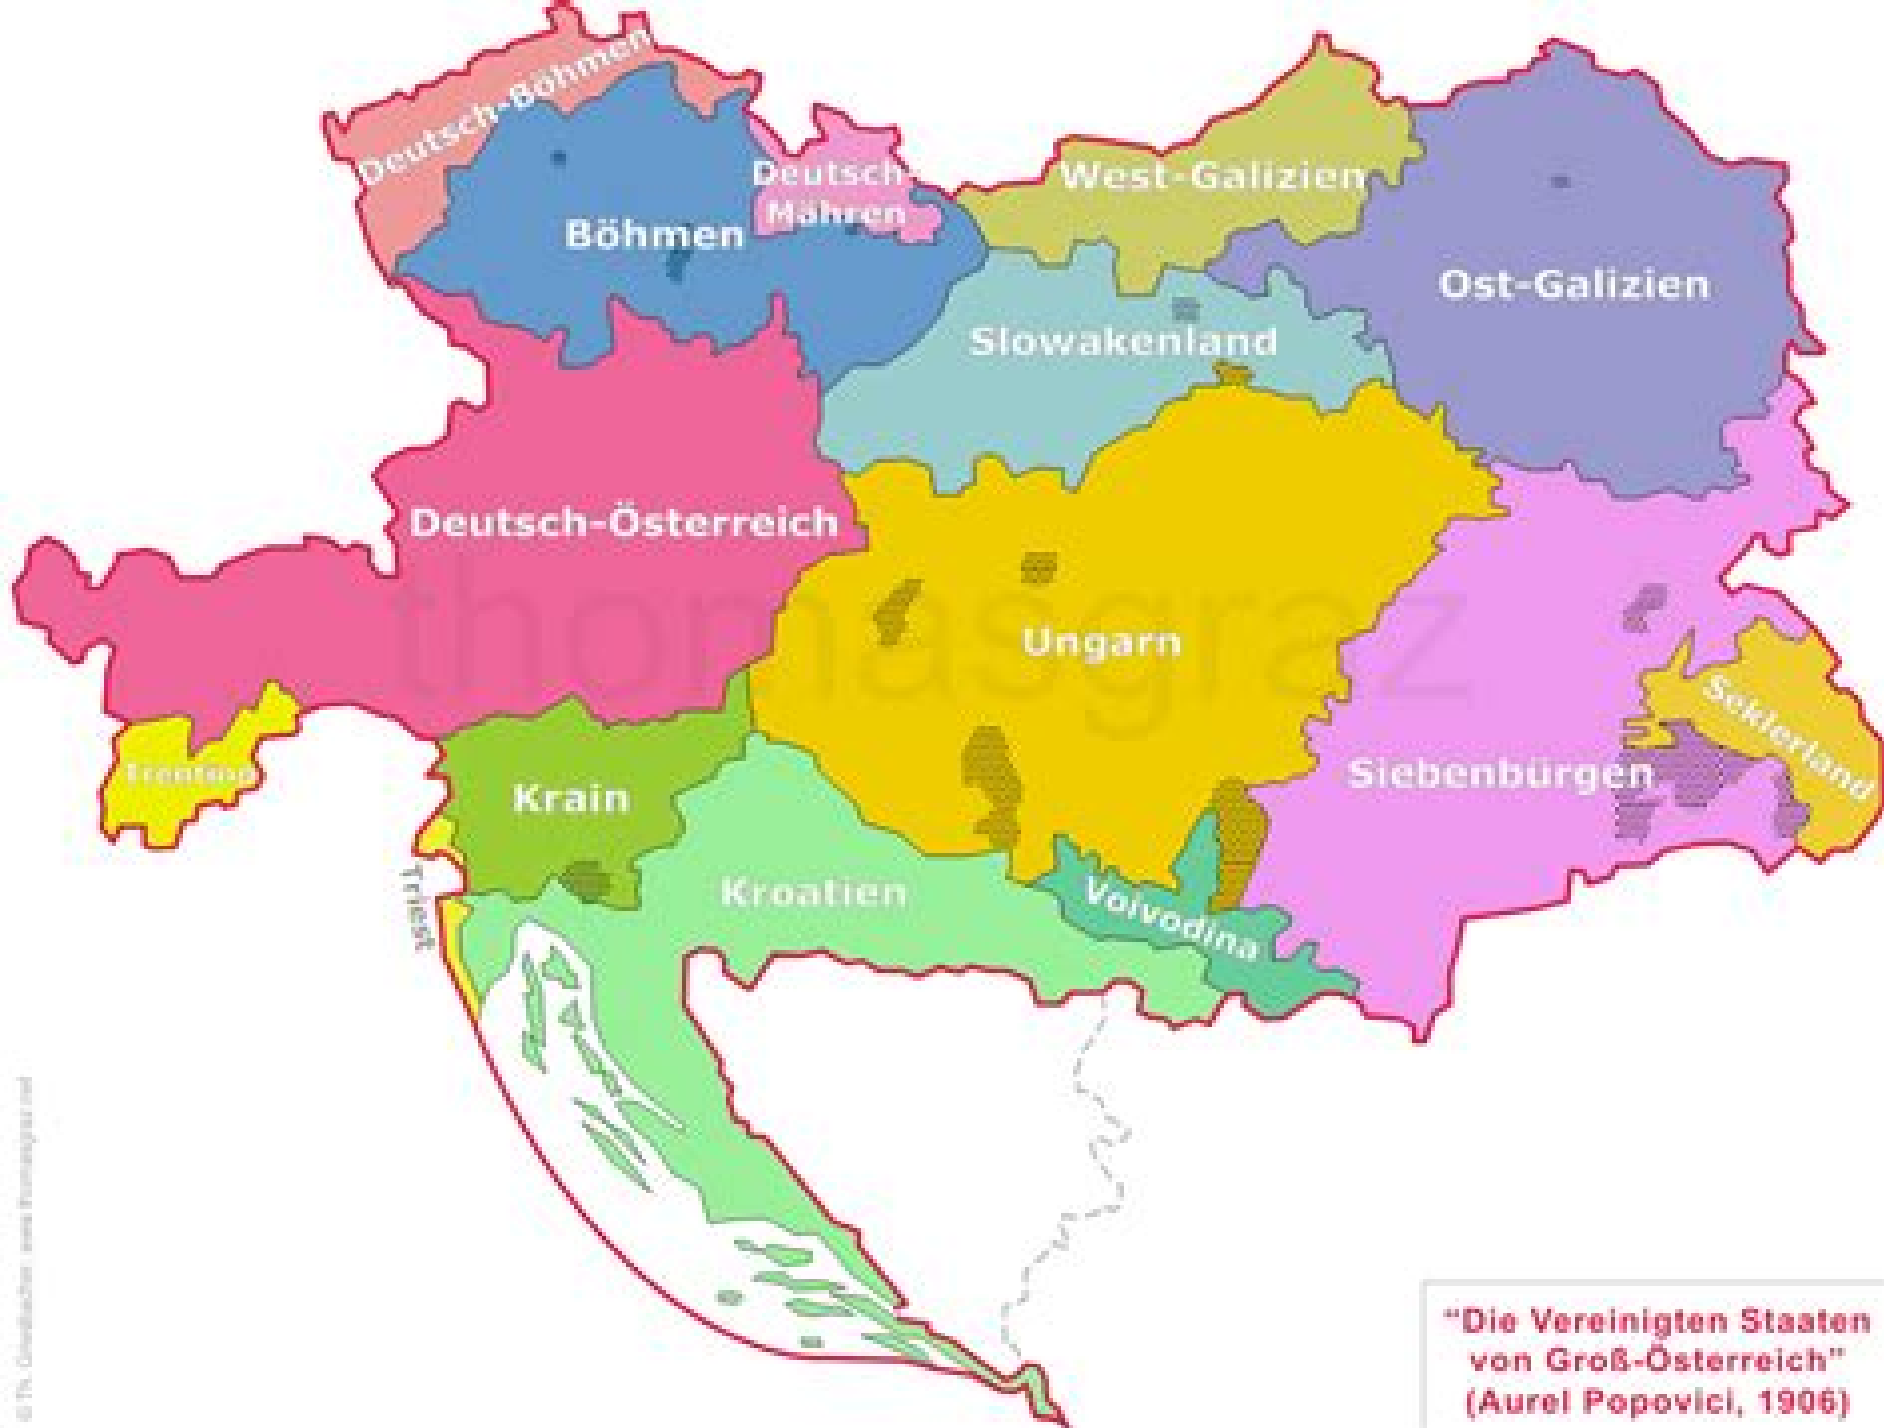 Deutsch-Böhmen
Böhmen
Deutsch
Mähren
West-Galizien
Ost-Galizien
Slowakenland
Deutsch-Österreich
thomasgraz
Ungarn
Seklerland
Siebenbürgen
Trentino
Krain
Triest
Kroatien
Voivodina
"Die Vereinigten Staaten
von Groß-Österreich"
(Aurel Popovici, 1906)